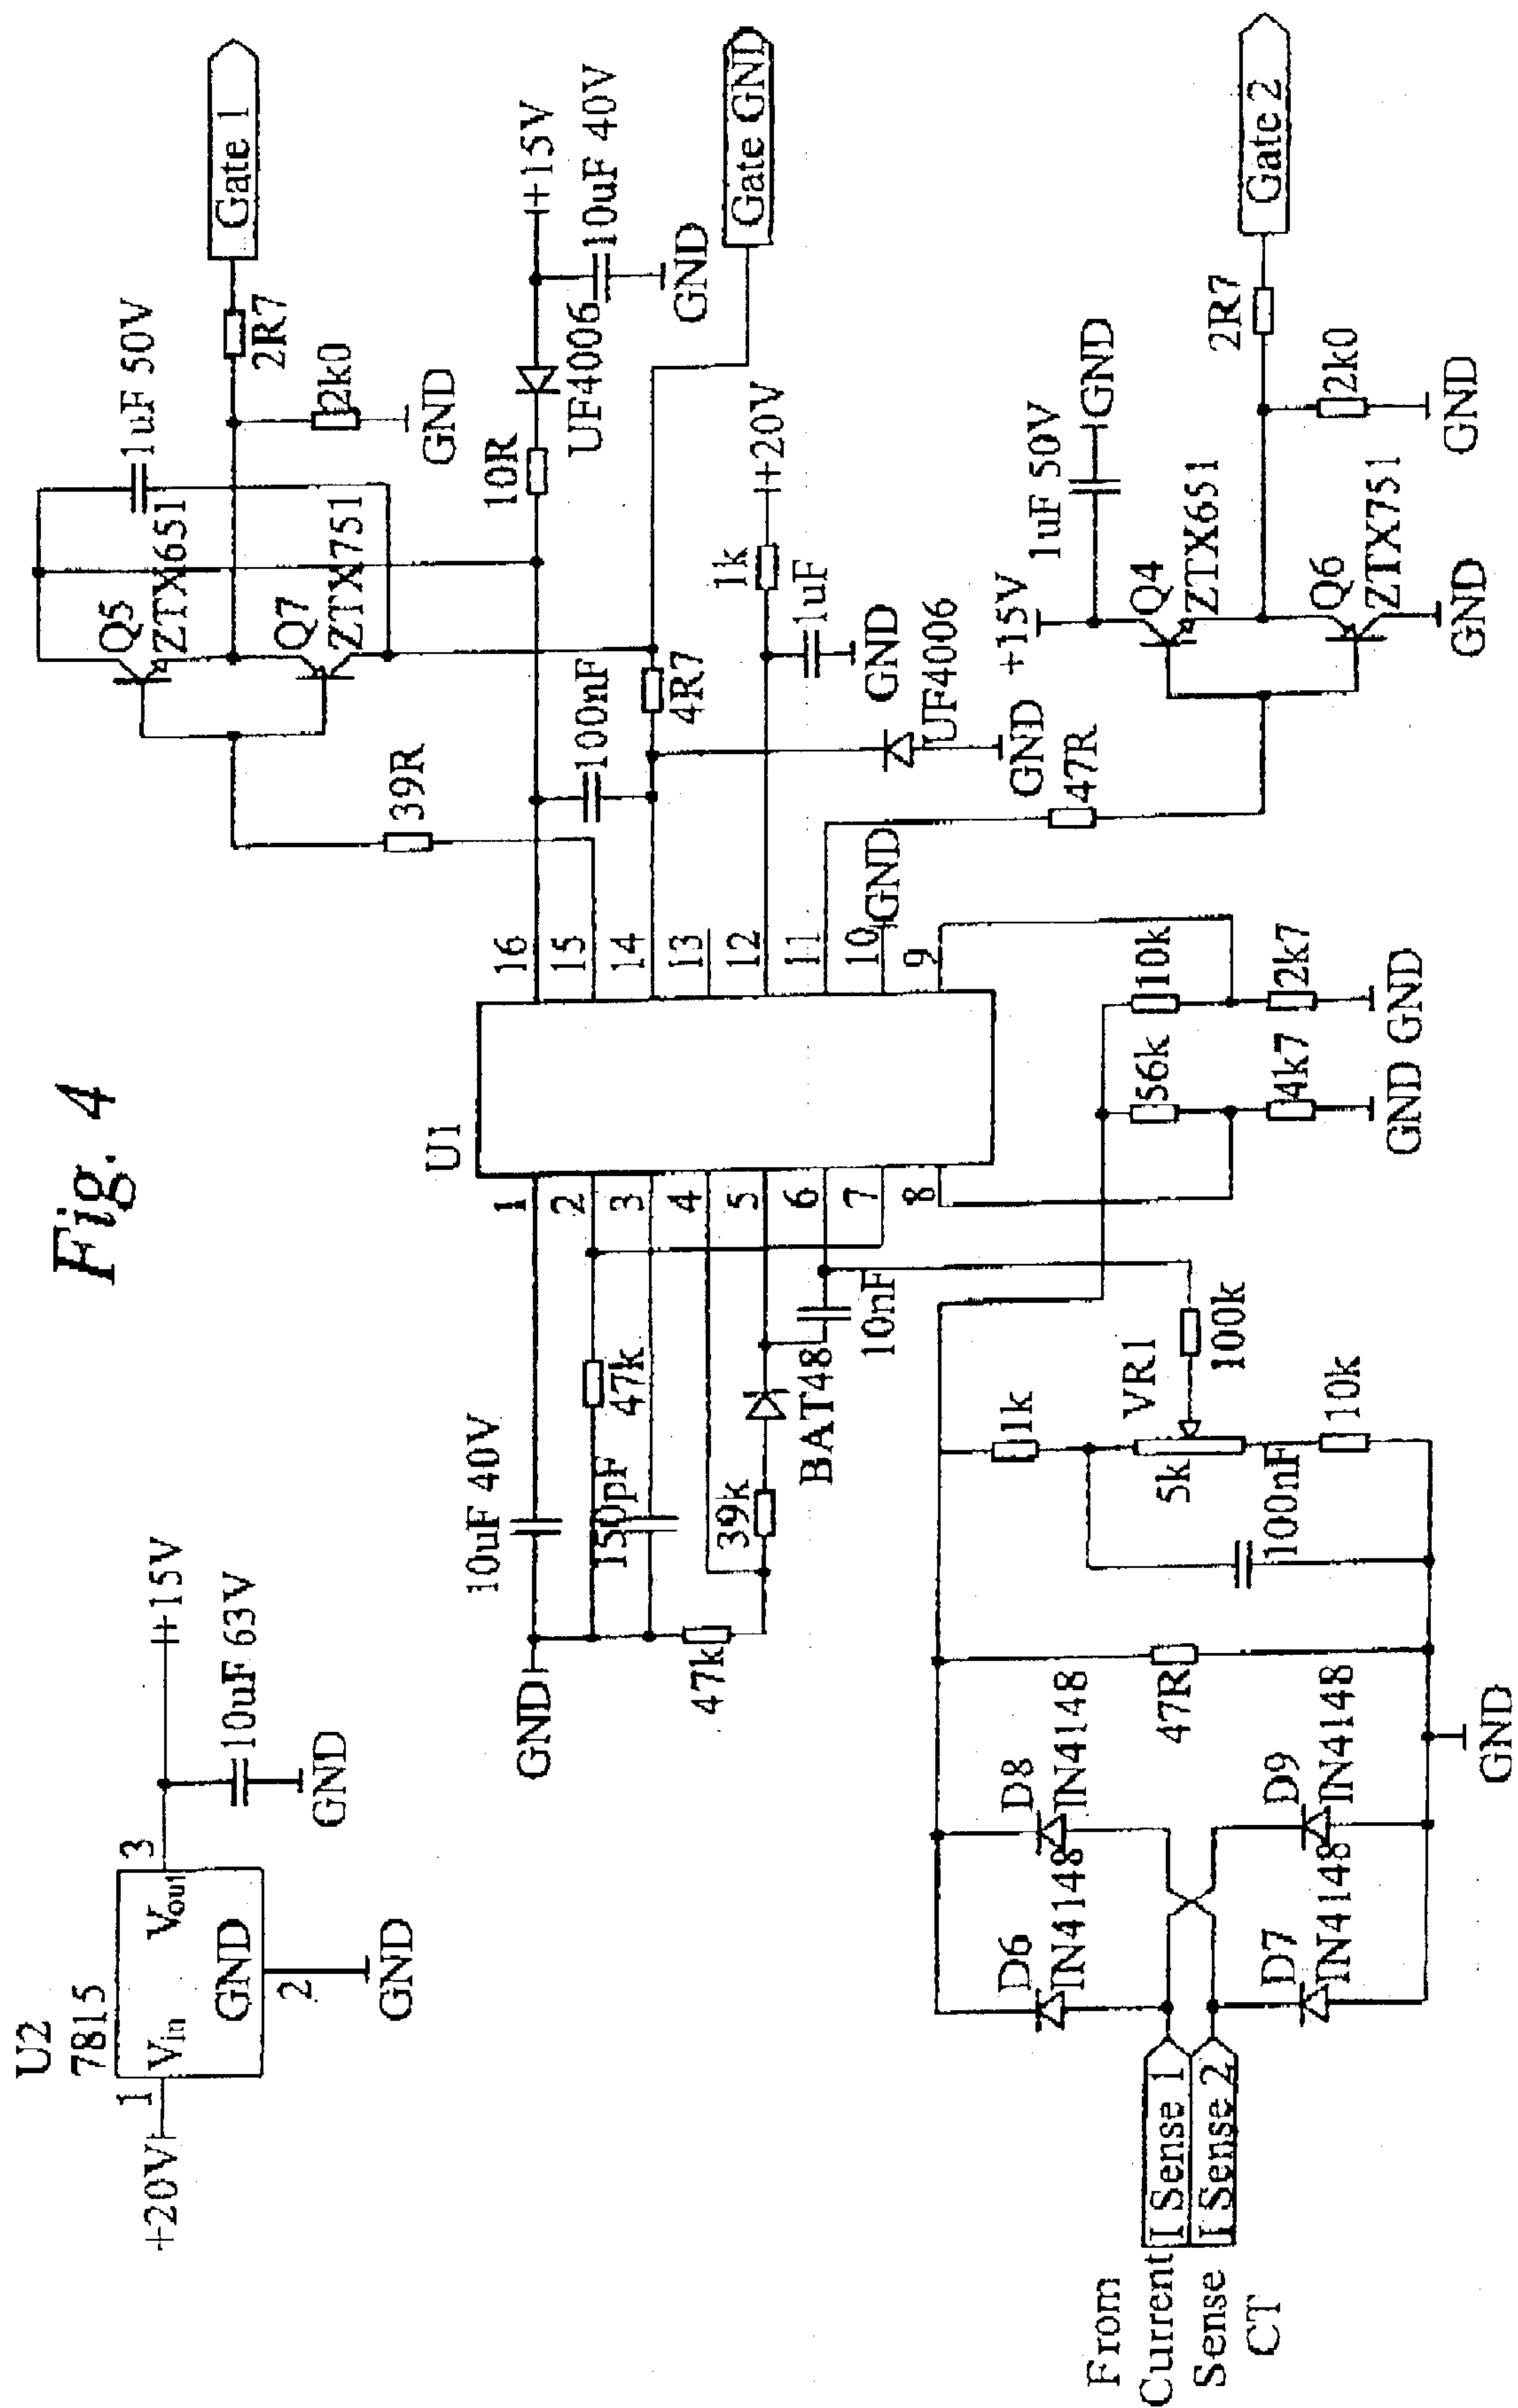 Fig. 4
U2
7815
+20V
1
Vin
Vout
GND
2
3
GND
+15V
10uF 63V
GND
U1
1
2
3
4
5
6
7
8
16
15
14
13
12
11
10
9
GND
10uF 40V
47k
150pF
47k
39k
BAT48
10nF
39R
Q5
ZTX651
Q7
ZTX751
1uF 50V
2R7
Gate 1
2k0
GND
10R
UF4006
+15V
10uF 40V
GND
100nF
4R7
Gate GND
1k
+20V
1uF
GND
UF4006
GND
47R
GND
+15V
1uF 50V
GND
Q4
ZTX651
Q6
ZTX751
GND
2R7
Gate 2
2k0
GND
56k
10k
4k7
2k7
GND
GND
From
Current
Sense
CT
I Sense 1
I Sense 2
D6
IN4148
D8
IN4148
D7
IN4148
D9
IN4148
47R
GND
1k
VR1
5k
100k
100nF
10k